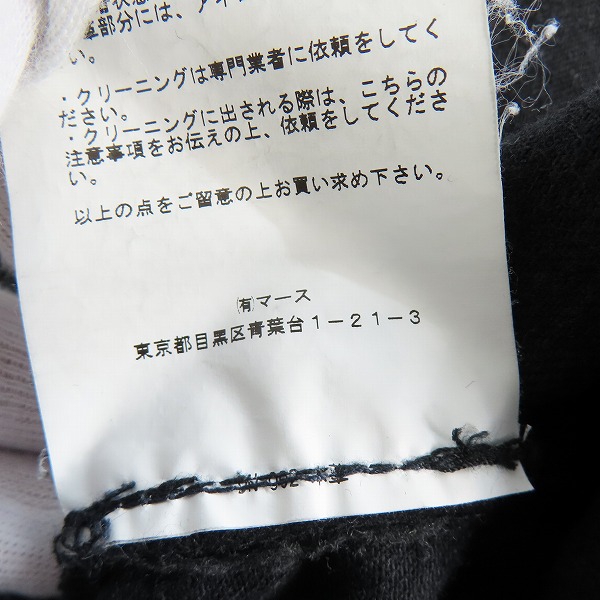 革部分には、アイ
い。
・クリーニングは専門業者に依頼をしてく
ださい。
・クリーニングに出される際は、こちらの
注意事項をお伝えの上、依頼をしてくださ
い。
以上の点をご留意の上お買い求め下さい。
㈲マース
東京都目黒区青葉台1-21-3